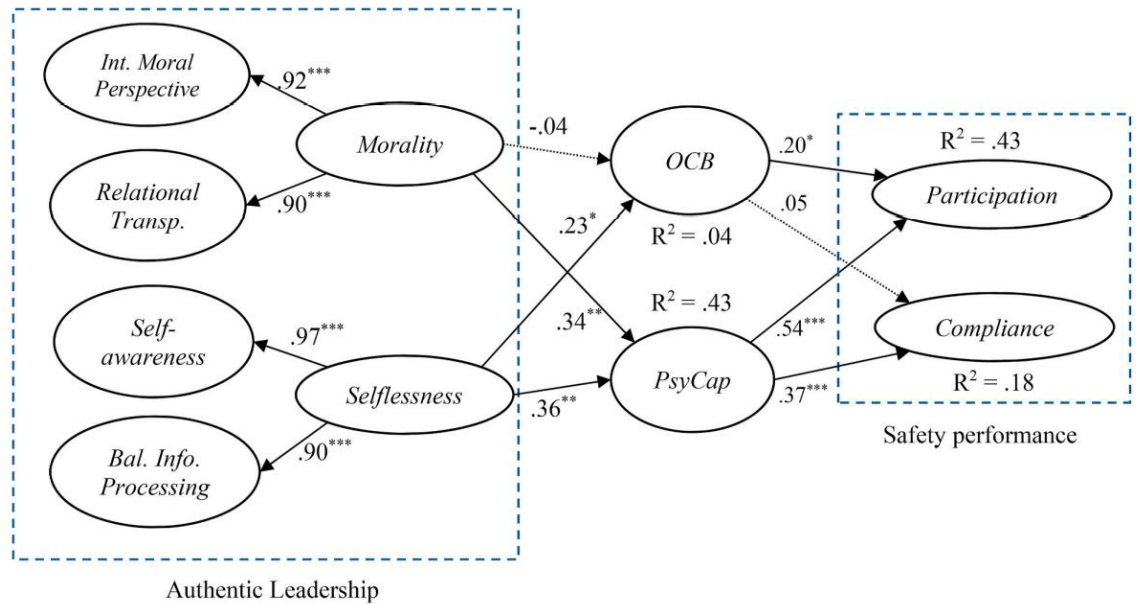 Int. Moral
Perspective
.92***
Morality
-.04
OCB
.20*
R² = .43
Participation
Relational
Transp.
.90***
.23*
R² = .04
.05
R² = .43
Self-
awareness
.97***
.34**
.54***
Compliance
Selflessness
.36**
PsyCap
.37***
R² = .18
Bal. Info.
Processing
.90***
Safety performance
Authentic Leadership